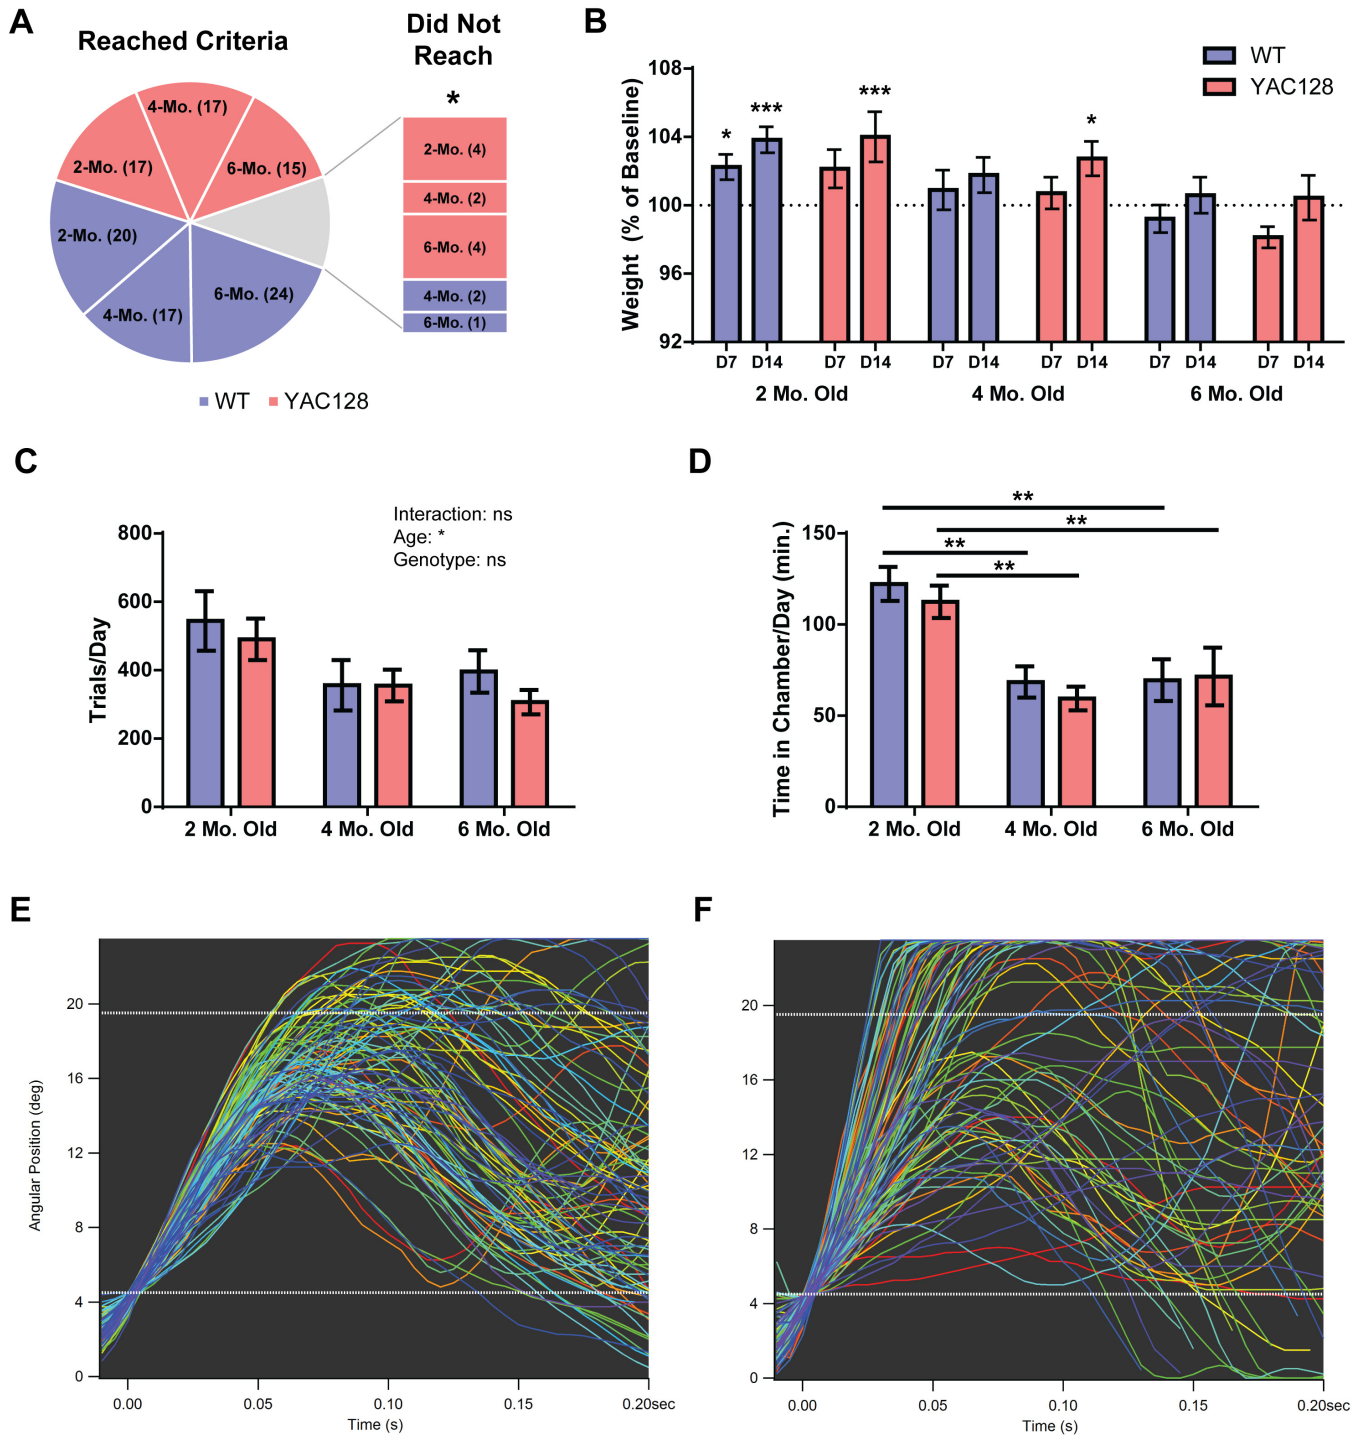 A
Reached Criteria
Did Not
Reach
*
4-Mo. (17)
2-Mo. (17)
6-Mo. (15)
2-Mo. (20)
4-Mo. (17)
6-Mo. (24)
2-Mo. (4)
4-Mo. (2)
6-Mo. (4)
4-Mo. (2)
6-Mo. (1)
WT YAC128
B
WT
YAC128
Weight (% of Baseline)
108
104
100
96
92
* *** *** *
D7 D14 D7 D14 D7 D14 D7 D14 D7 D14 D7 D14
2 Mo. Old 4 Mo. Old 6 Mo. Old
C
Interaction: ns
Age: *
Genotype: ns
Trials/Day
800
600
400
200
0
2 Mo. Old 4 Mo. Old 6 Mo. Old
D
Time in Chamber/Day (min.)
150
100
50
0
**
**
**
**
2 Mo. Old 4 Mo. Old 6 Mo. Old
E
Angular Position (deg)
20
16
12
8
4
0
0.00 0.05 0.10 0.15 0.20sec
Time (s)
F
20
16
12
8
4
0
0.00 0.05 0.10 0.15 0.20sec
Time (s)